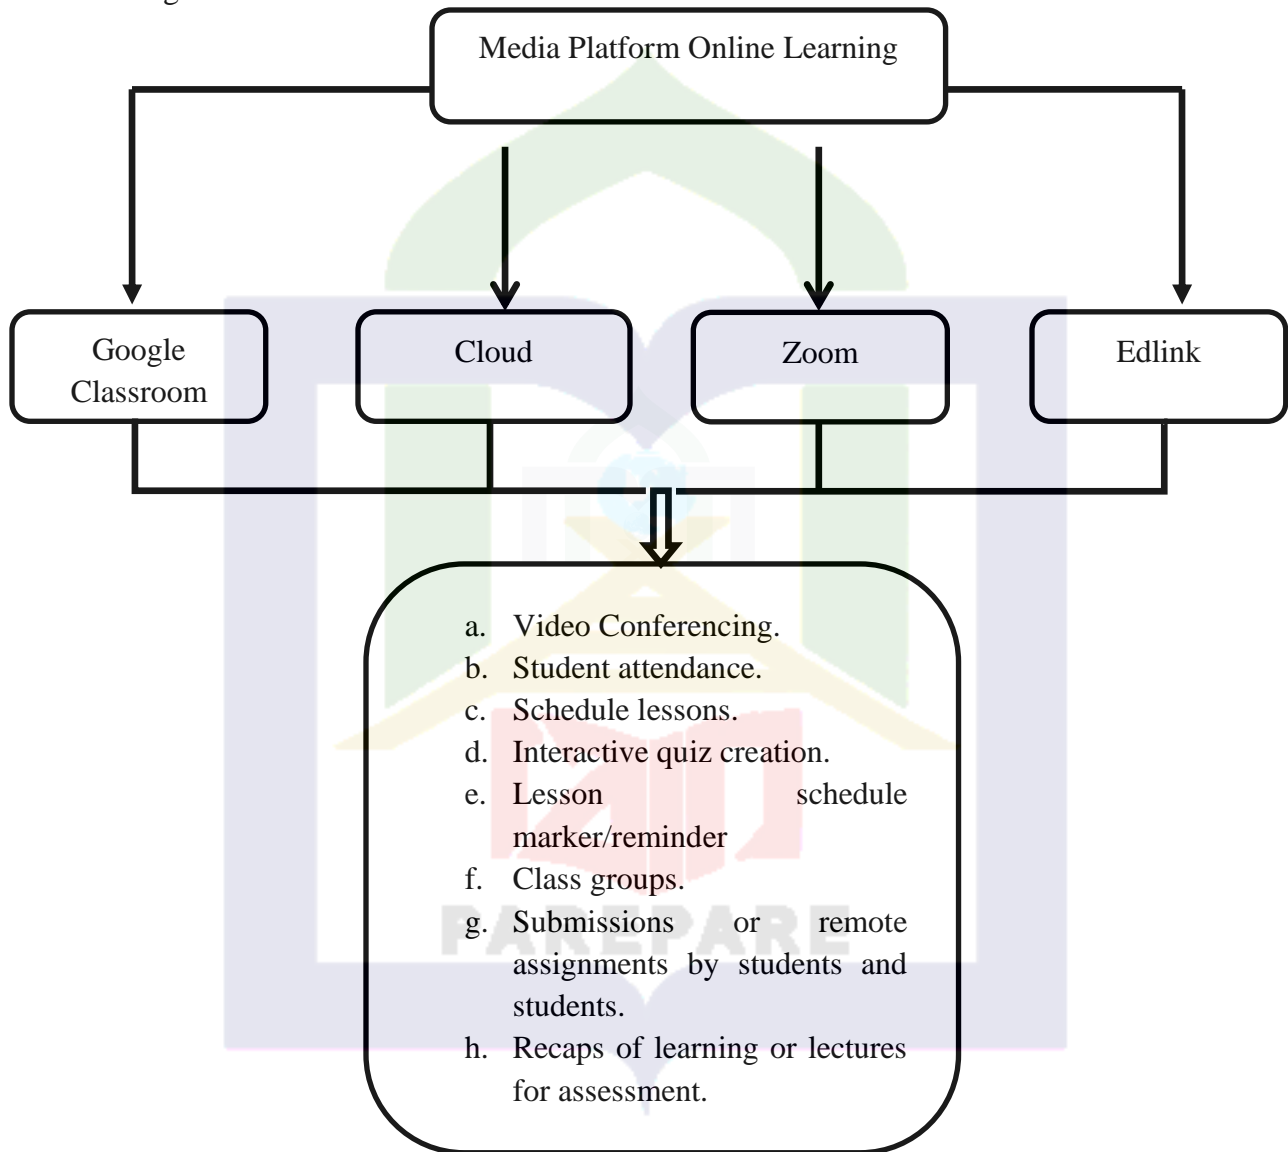 Media Platform Online Learning
Google
Classroom
Cloud
Zoom
Edlink
a. Video Conferencing.
b. Student attendance.
c. Schedule lessons.
d. Interactive quiz creation.
e. Lesson schedule
marker/reminder
f. Class groups.
g. Submissions or remote
assignments by students and
students.
h. Recaps of learning or lectures
for assessment.
PAREPARE